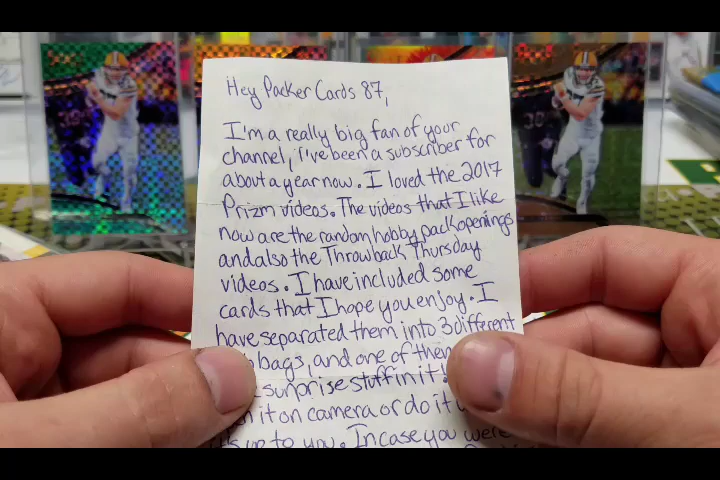 Hey Packer Cards 87,
I'm a really big fan of your
channel, i've been a subscriber for
about a year now. I loved the 2017
Prizm videos. The videos that I like
now are the random hobby pack openings
and also the Throwback Thursday
videos. I have included some
cards that I hope you enjoy. I
have separated them into 3 different
bags, and one of them
surprise stuff in it
it on camera or do it
up to you. In case you were